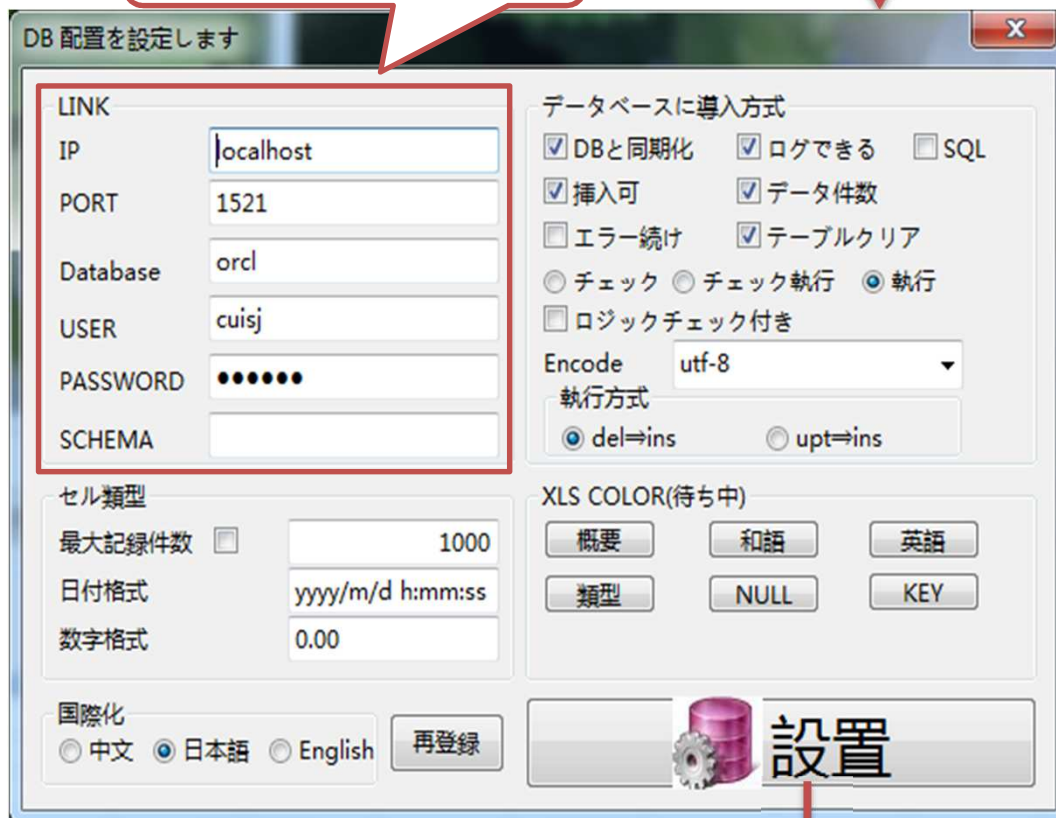 DB 配置を設定します
x
LINK
IP localhost
PORT 1521
Database orcl
USER cuisj
PASSWORD ●●●●●●
SCHEMA
データベースに導入方式
DBと同期化 ログできる SQL
挿入可 データ件数
エラー続け テーブルクリア
チェック チェック執行 執行
ロジックチェック付き
Encode utf-8
執行方式
del⇒ins upt⇒ins
セル類型
最大記録件数 1000
日付格式 yyyy/m/d h:mm:ss
数字格式 0.00
XLS COLOR(待ち中)
概要 和語 英語
類型 NULL KEY
国際化
中文 日本語 English
再登録
設置